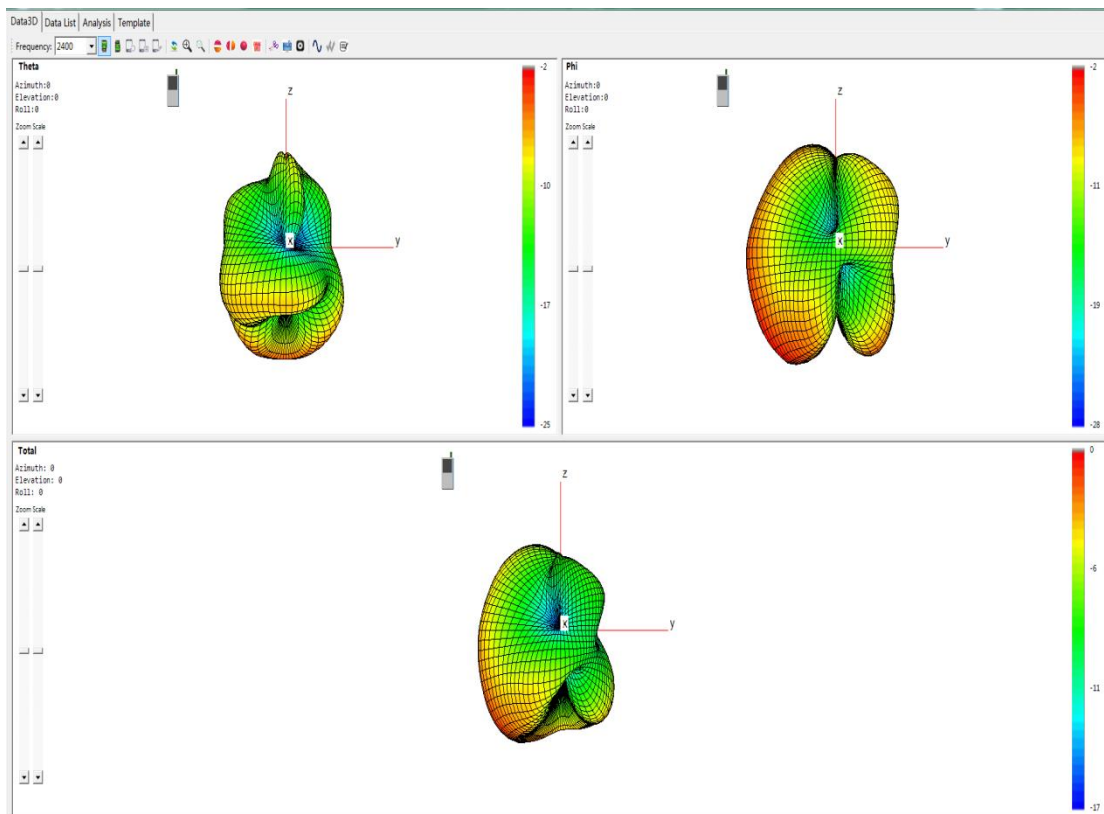 Data3D Data List Analysis Template
Frequency: 2400
Theta
Azimuth:0
Elevation:0
Roll:0
Zoom Scale
z
x
y
-2
-10
-17
-25
Phi
Azimuth:0
Elevation:0
Roll:0
Zoom Scale
z
x
y
-2
-11
-19
-28
Total
Azimuth: 0
Elevation: 0
Roll: 0
Zoom Scale
z
x
y
0
-6
-11
-17